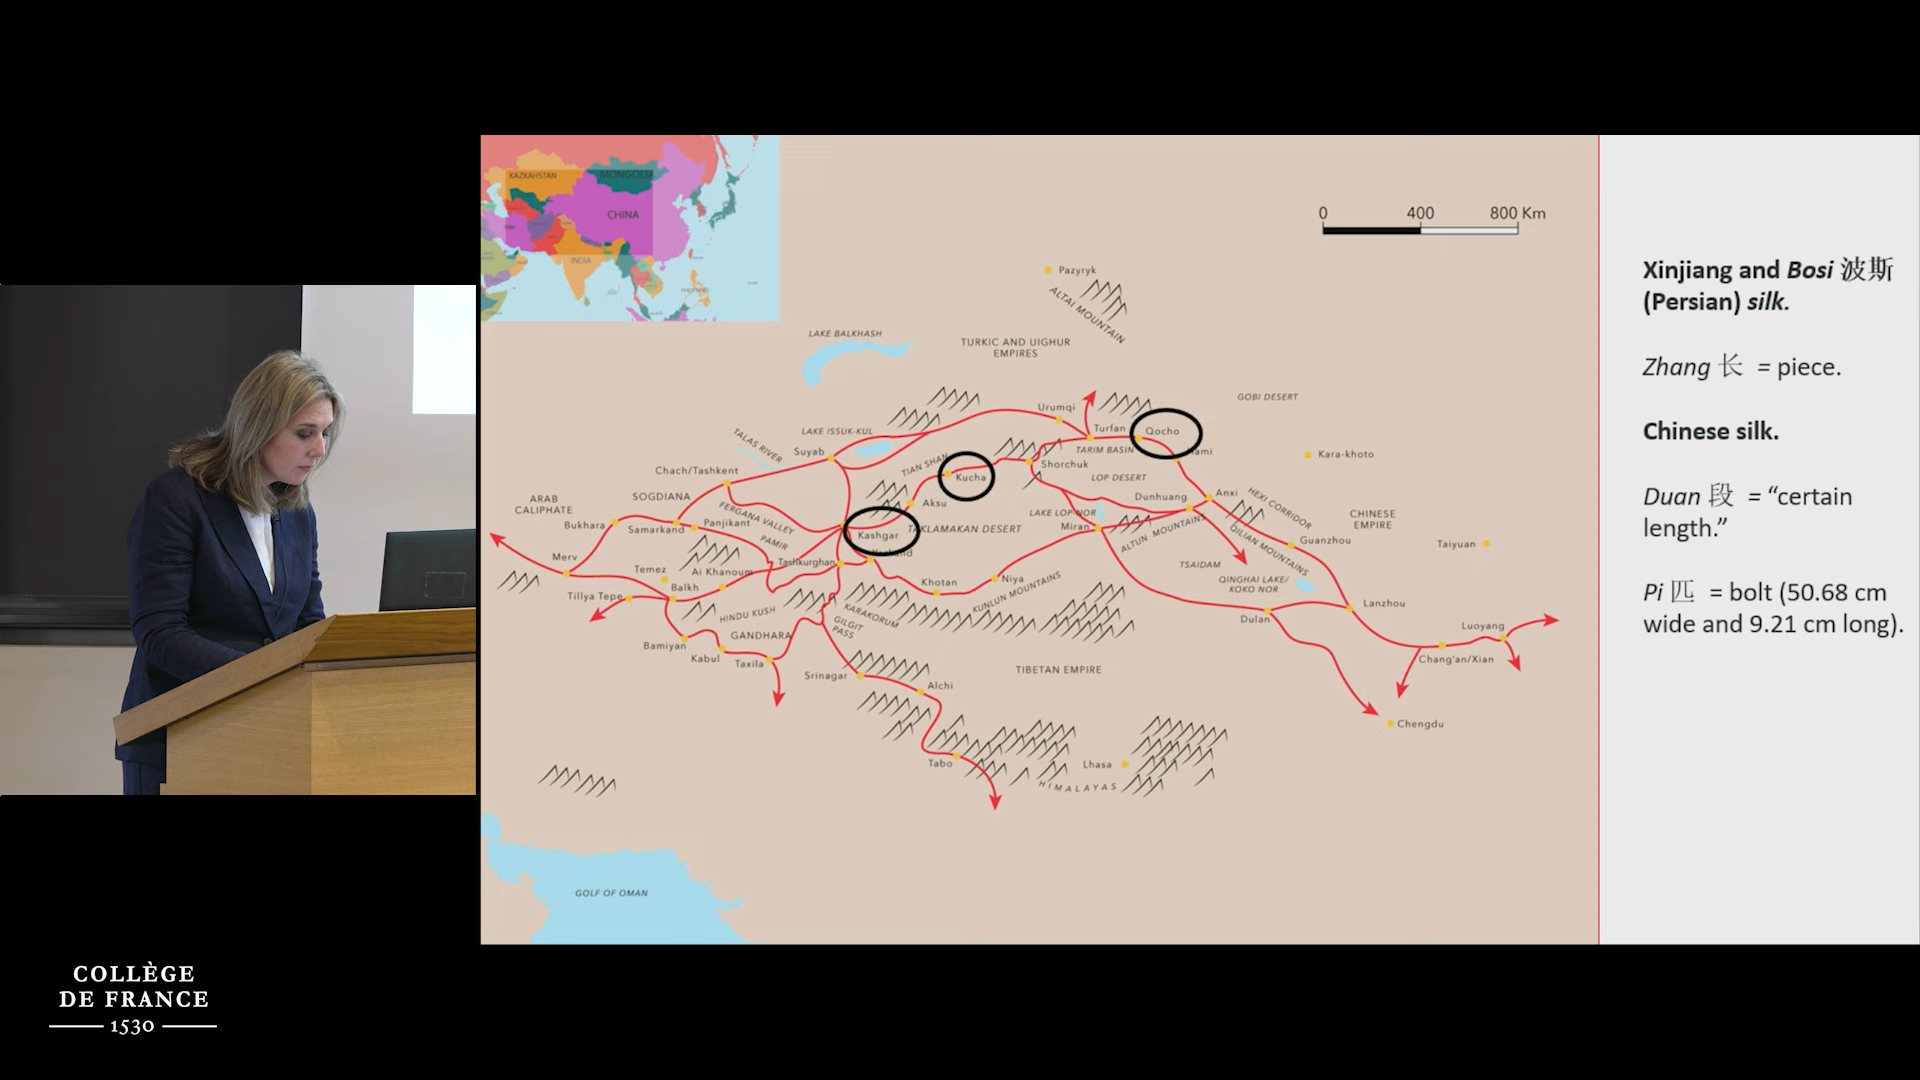 KAZAKHSTAN
MONGOLIA
CHINA
INDIA
0 400 800 Km
Pazyryk
ALTAI MOUNTAIN
LAKE BALKHASH
TURKIC AND UIGHUR
EMPIRES
GOBI DESERT
Urumqi
Turfan
Qocho
TARIM BASIN
LAKE ISSUK-KUL
TALAS RIVER
Suyab
TIAN SHAN
Kucha
Shorchuk
LOP DESERT
Kara-khoto
Chach/Tashkent
SOGDIANA
ARAB
CALIPHATE
Bukhara
Samarkand
Panjikant
FERGANA VALLEY
PAMIR
Aksu
Kashgar
TAKLAMAKAN DESERT
LAKE LOP-NOR
Miran
Dunhuang
Anxi
HEXI CORRIDOR
ALTUN MOUNTAINS
QILIAN MOUNTAINS
CHINESE
EMPIRE
Guanzhou
Taiyuan
Merv
Temez
Ai Khanoum
Tashkurghan
Tillya Tepe
Balkh
HINDU KUSH
KARAKORUM
GILGIT
PASS
Khotan
Niya
KUNLUN MOUNTAINS
TSAIDAM
QINGHAI LAKE/
KOKO NOR
Dulan
Lanzhou
Luoyang
Chang'an/Xian
Chengdu
Bamiyan
Kabul
GANDHARA
Taxila
Srinagar
Alchi
TIBETAN EMPIRE
Tabo
Lhasa
HIMALAYAS
GOLF OF OMAN
Xinjiang and Bosi 波斯
(Persian) silk.
Zhang 长 = piece.
Chinese silk.
Duan 段 = “certain
length.”
Pi 匹 = bolt (50.68 cm
wide and 9.21 cm long).
COLLÈGE
DE FRANCE
1530